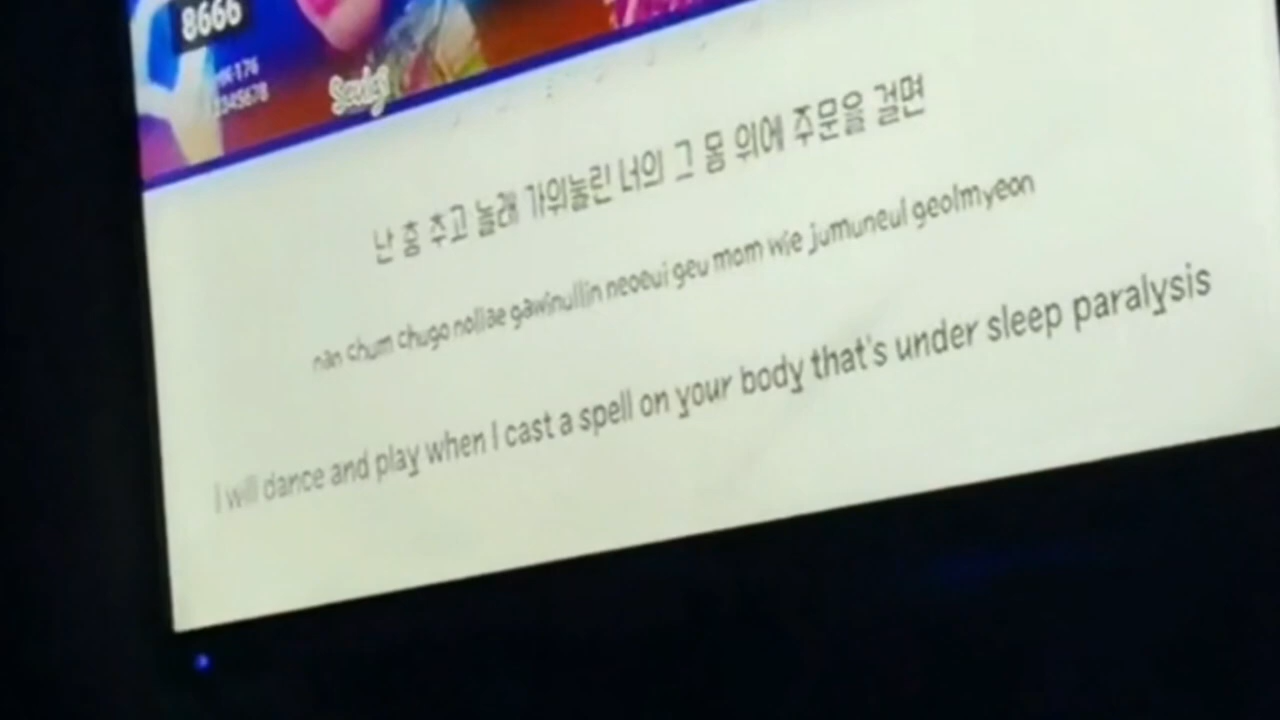 8666
345678
Seulgi
난 춤 추고 놀래 가위눌린 너의 그 몸 위에 주문을 걸면
nan chum chugo nollae gawinullin neoeui geu mom wie jumuneul geolmyeon
I will dance and play when I cast a spell on your body that's under sleep paralysis